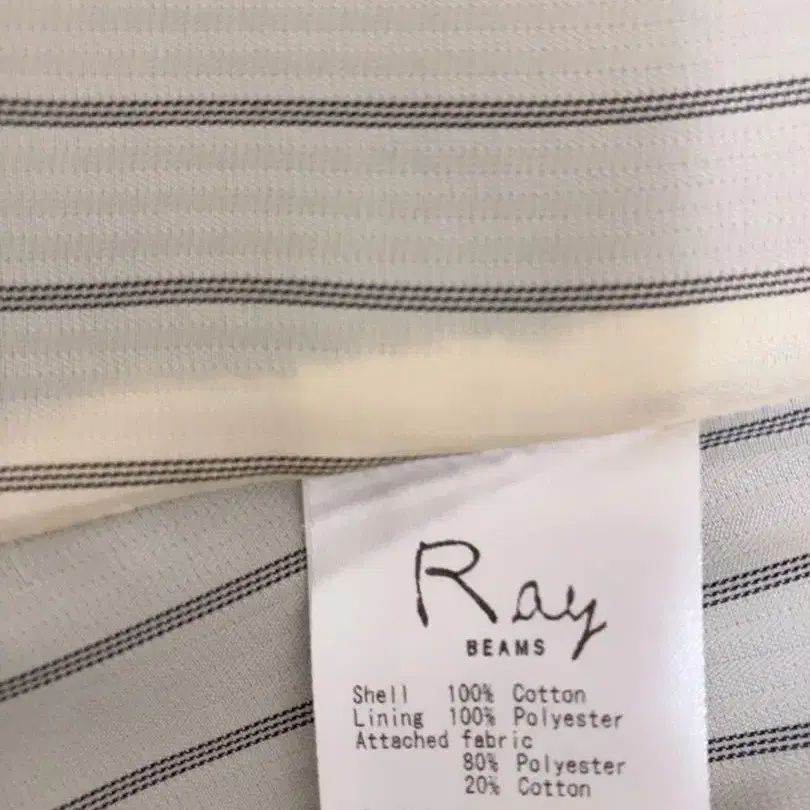 Ray
BEAMS
Shell 100% Cotton
Lining 100% Polyester
Attached fabric
80% Polyester
20% Cotton